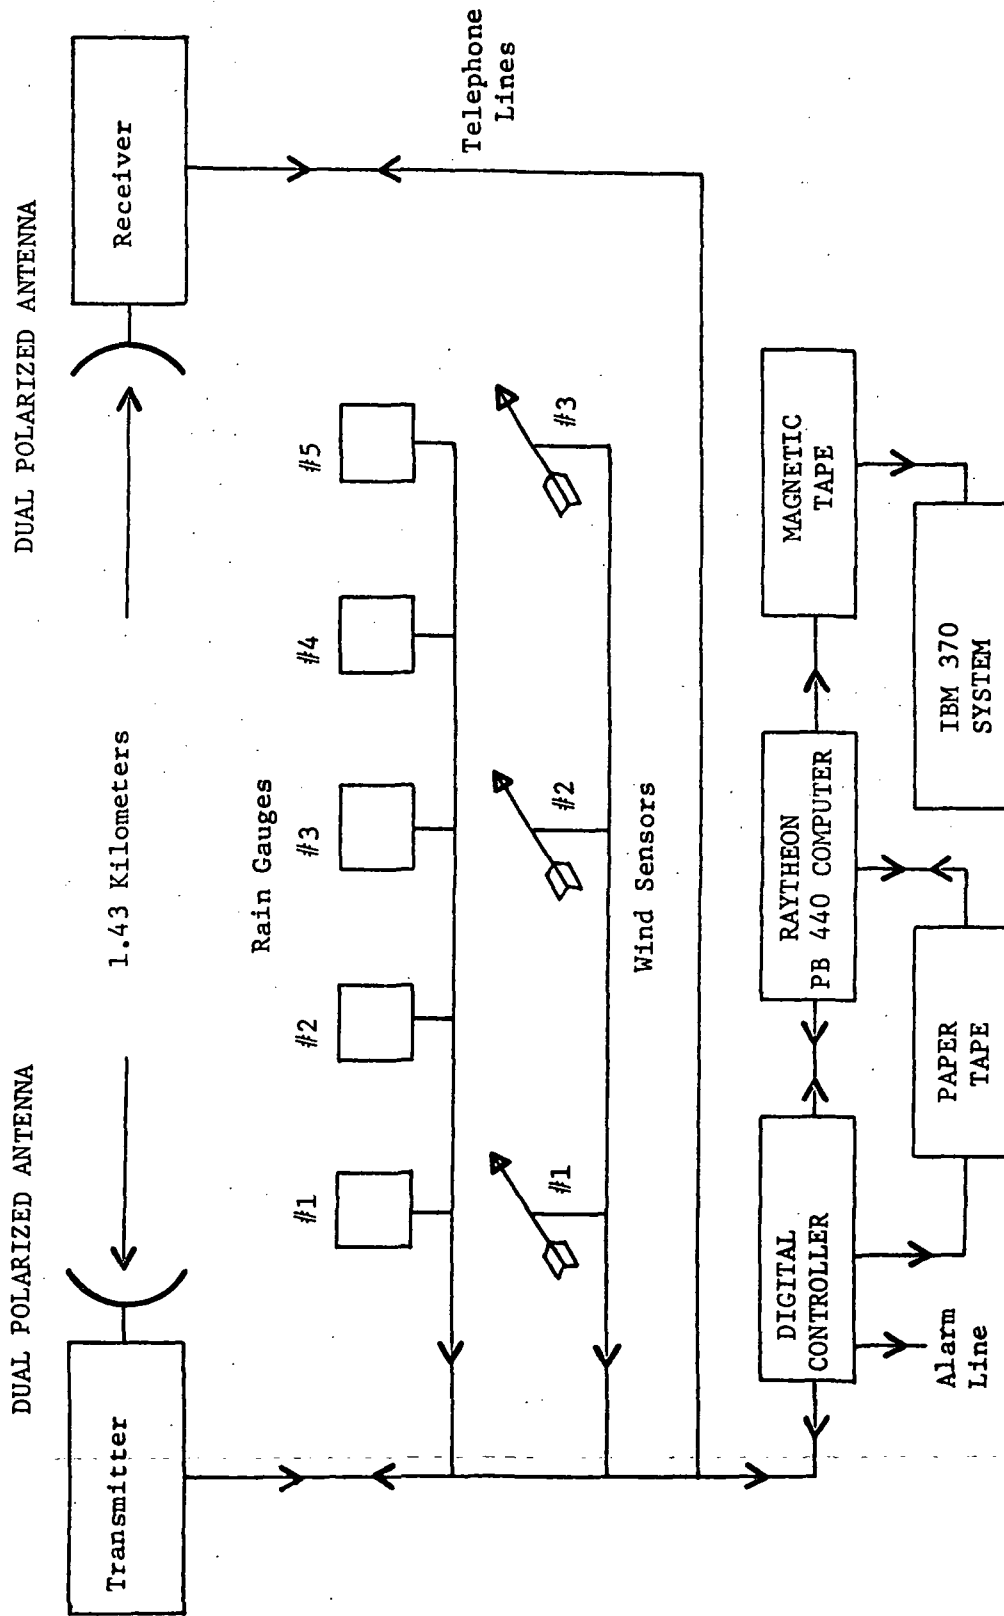 DUAL POLARIZED ANTENNA
DUAL POLARIZED ANTENNA
Transmitter
1.43 Kilometers
Receiver
Rain Gauges
#1
#2
#3
#4
#5
Telephone
Lines
#1
#2
#3
Wind Sensors
DIGITAL
CONTROLLER
RAYTHEON
PB 440 COMPUTER
MAGNETIC
TAPE
Alarm
Line
PAPER
TAPE
IBM 370
SYSTEM